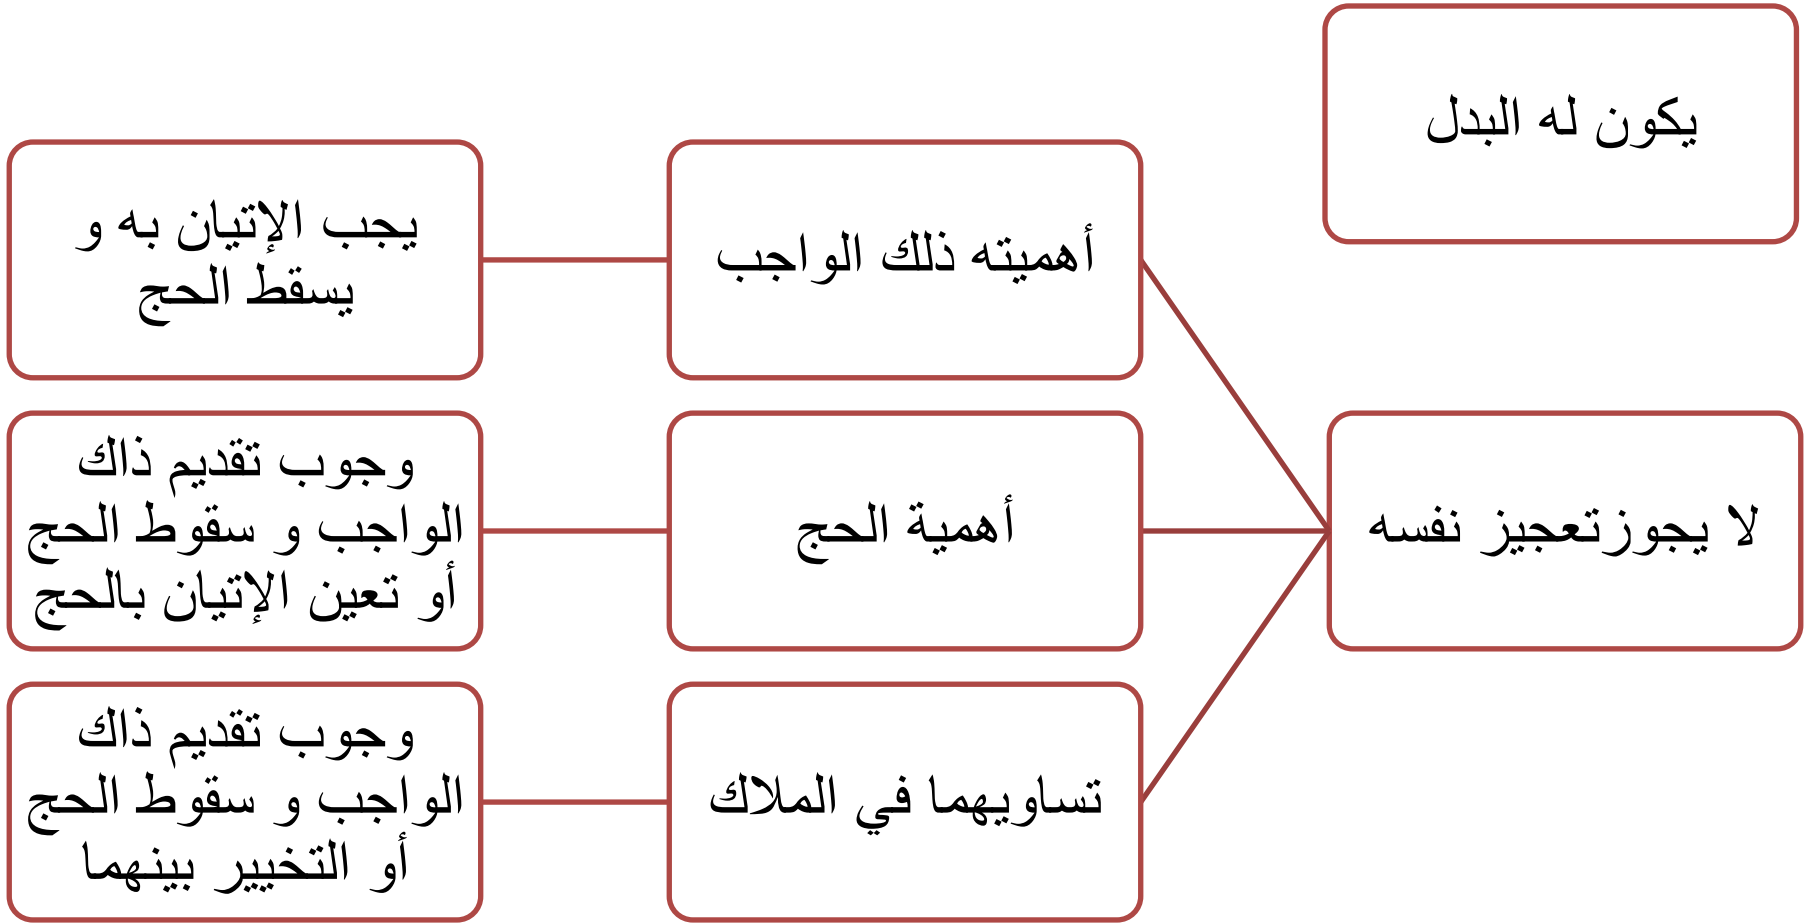 يكون له البدل
لا يجوزتعجيز نفسه
أهميته ذلك الواجب
يجب الإتيان به و
يسقط الحج
أهمية الحج
وجوب تقديم ذاك
الواجب و سقوط الحج
أو تعين الإتيان بالحج
تساويهما في الملاك
وجوب تقديم ذاك
الواجب و سقوط الحج
أو التخيير بينهما